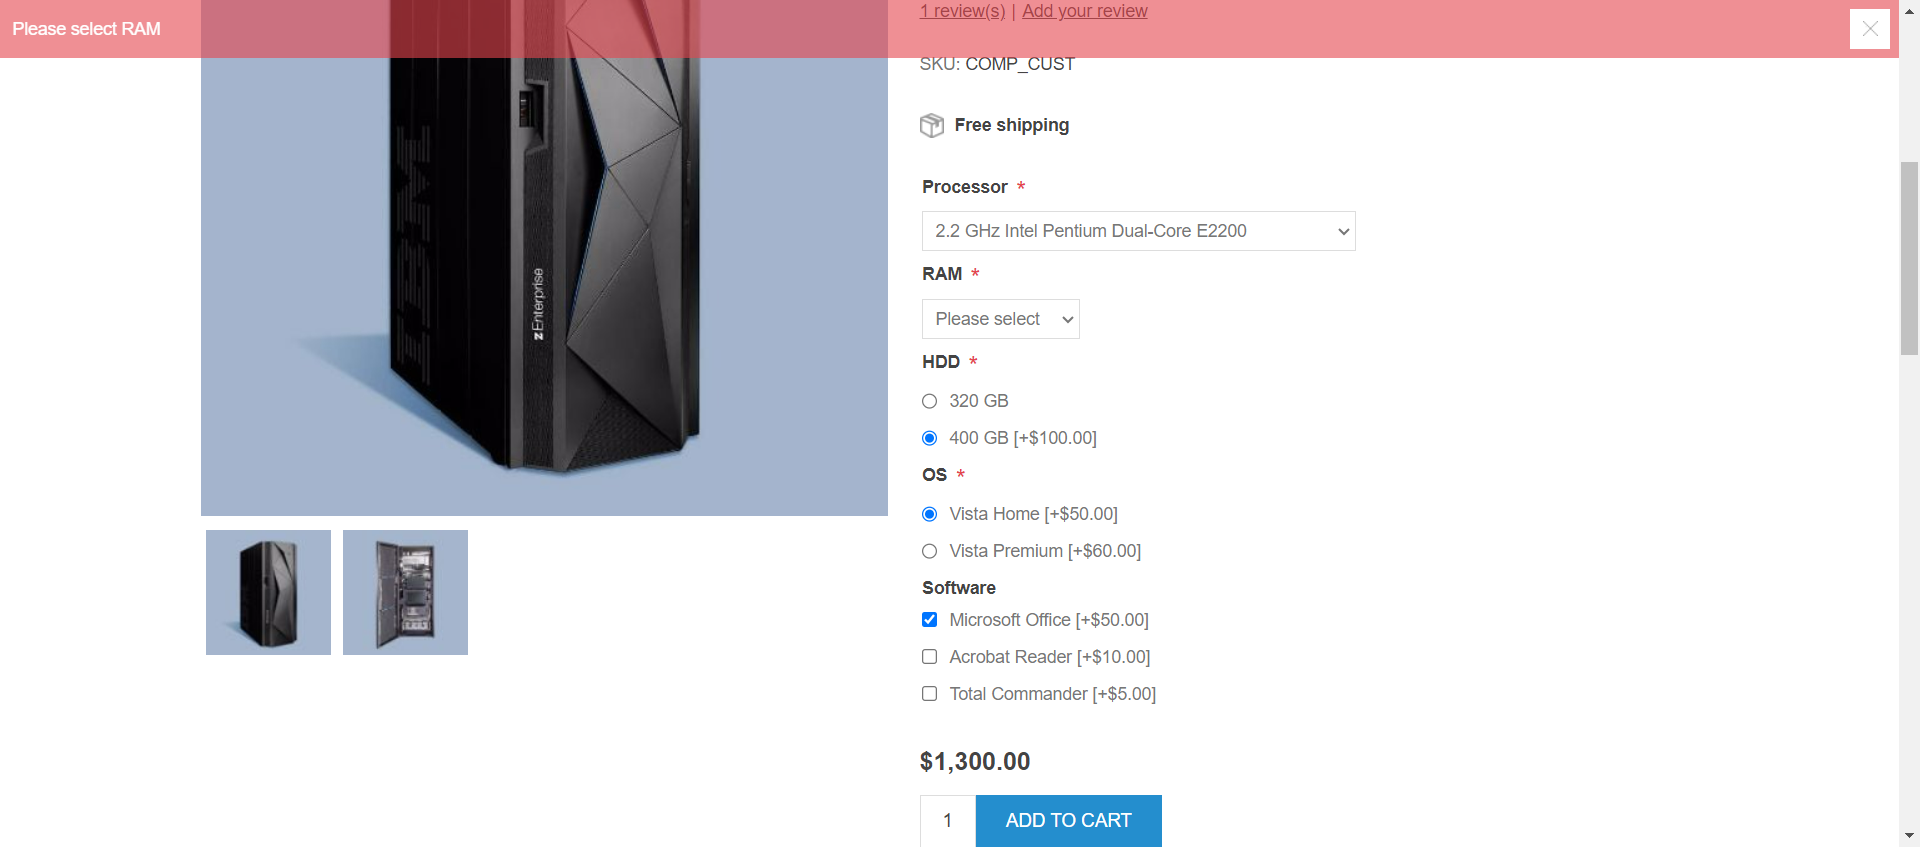 Please select RAM
1 review(s) | Add your review
SKU: COMP_CUST
Free shipping
Processor *
2.2 GHz Intel Pentium Dual-Core E2200
RAM *
Please select
HDD *
320 GB
400 GB [+$100.00]
OS *
Vista Home [+$50.00]
Vista Premium [+$60.00]
Software
Microsoft Office [+$50.00]
Acrobat Reader [+$10.00]
Total Commander [+$5.00]
$1,300.00
1 ADD TO CART
IBM
zEnterprise